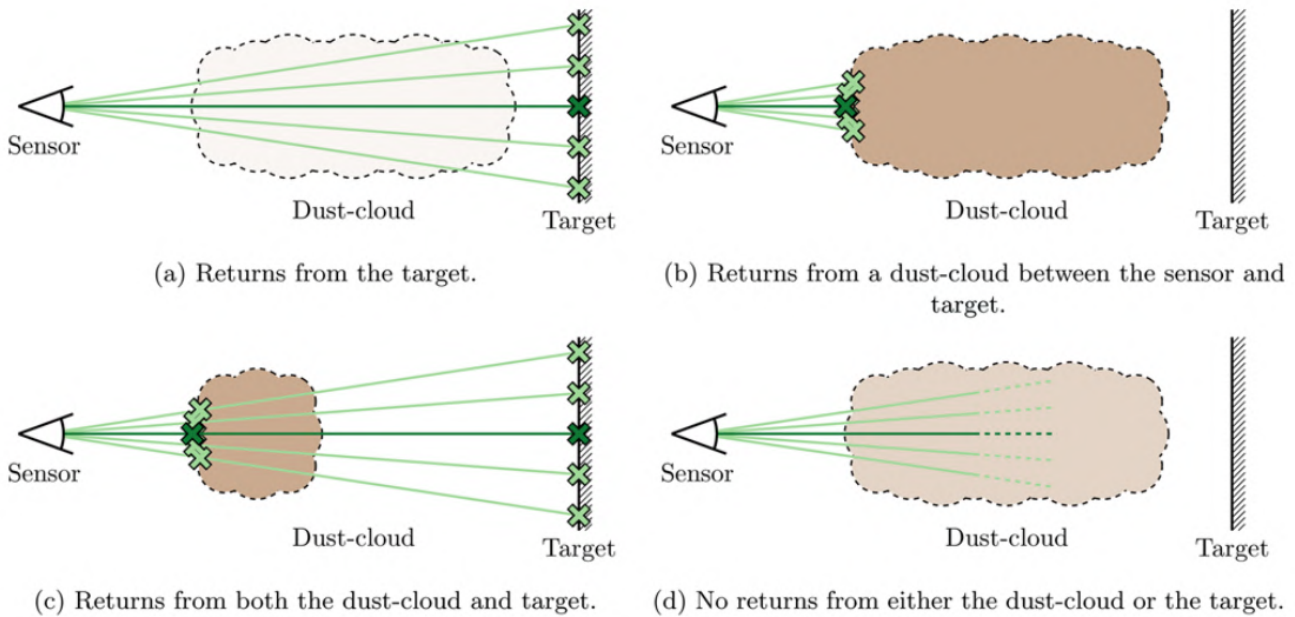 Sensor
Dust-cloud
Target
(a) Returns from the target.
Sensor
Dust-cloud
Target
(b) Returns from a dust-cloud between the sensor and
target.
Sensor
Dust-cloud
Target
(c) Returns from both the dust-cloud and target.
Sensor
Dust-cloud
Target
(d) No returns from either the dust-cloud or the target.